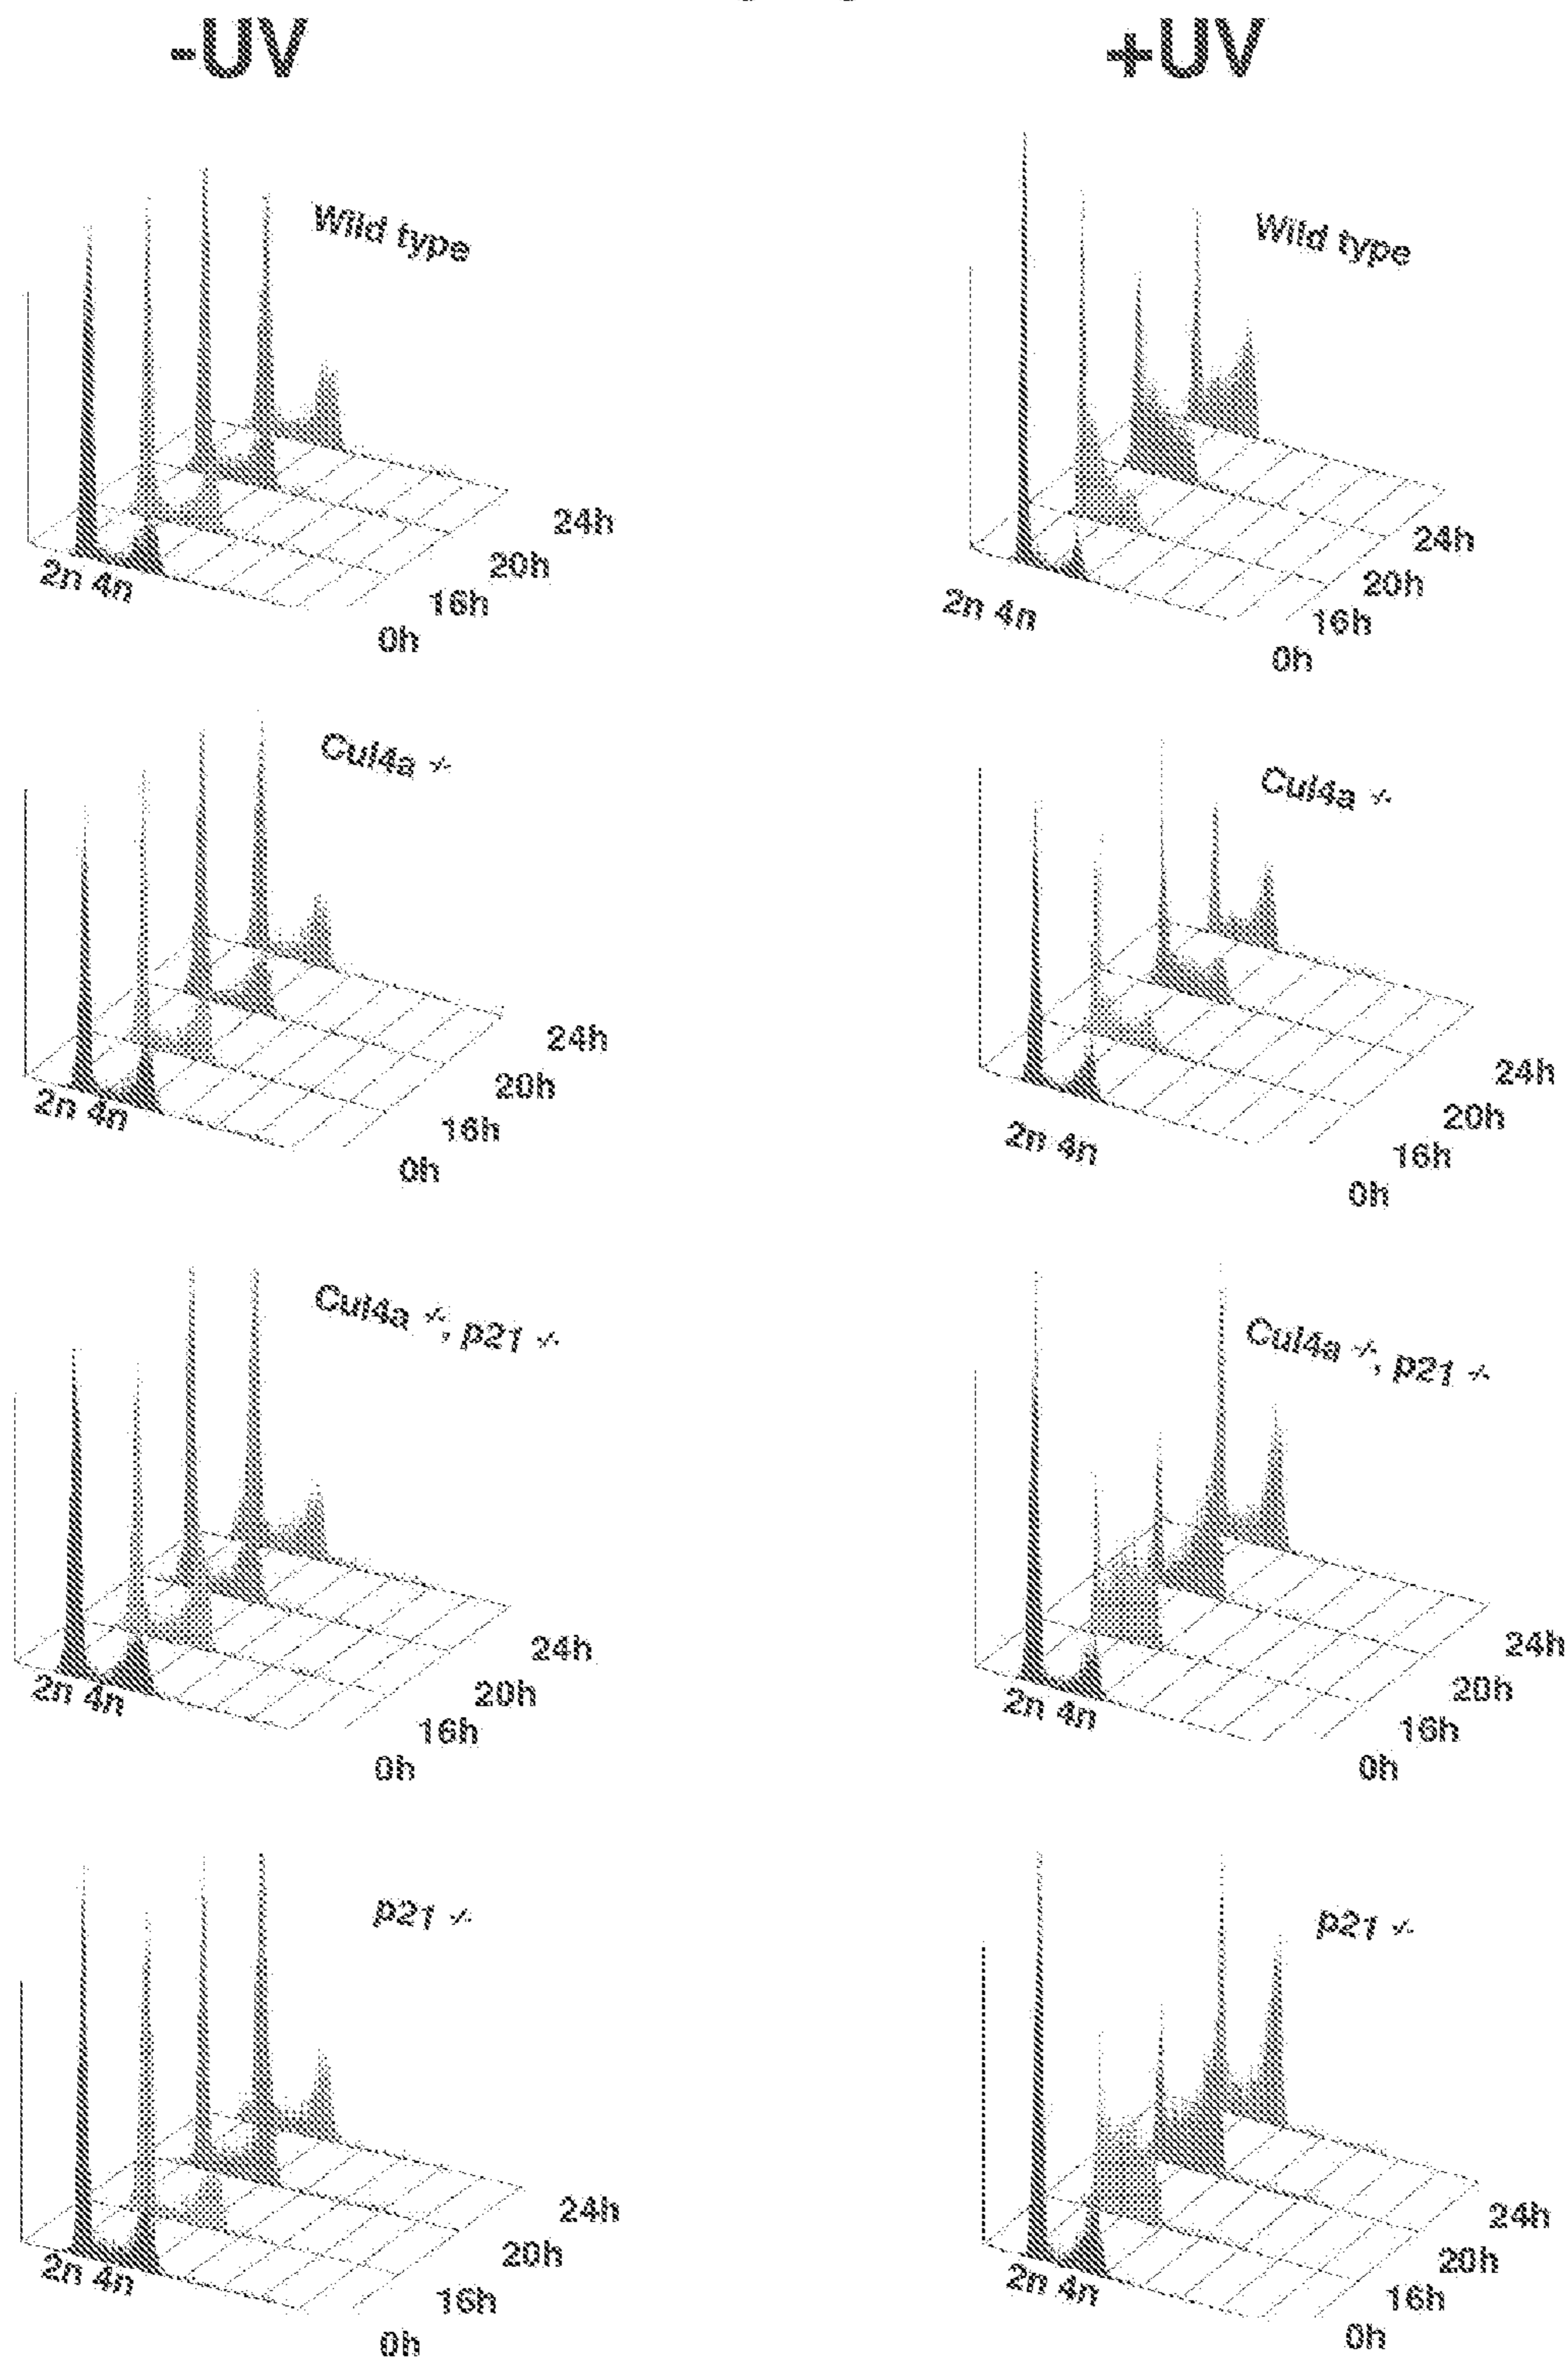 -UV
+UV
Wild type
Wild type
24h
20h
16h
0h
2n 4n
24h
20h
16h
0h
2n 4n
Cul4a -/-
Cul4a -/-
24h
20h
16h
0h
2n 4n
24h
20h
16h
0h
2n 4n
Cul4a -/-, p21 -/-
Cul4a -/-, p21 -/-
24h
20h
16h
0h
2n 4n
24h
20h
16h
0h
2n 4n
p21 -/-
p21 -/-
24h
20h
16h
0h
2n 4n
24h
20h
16h
0h
2n 4n